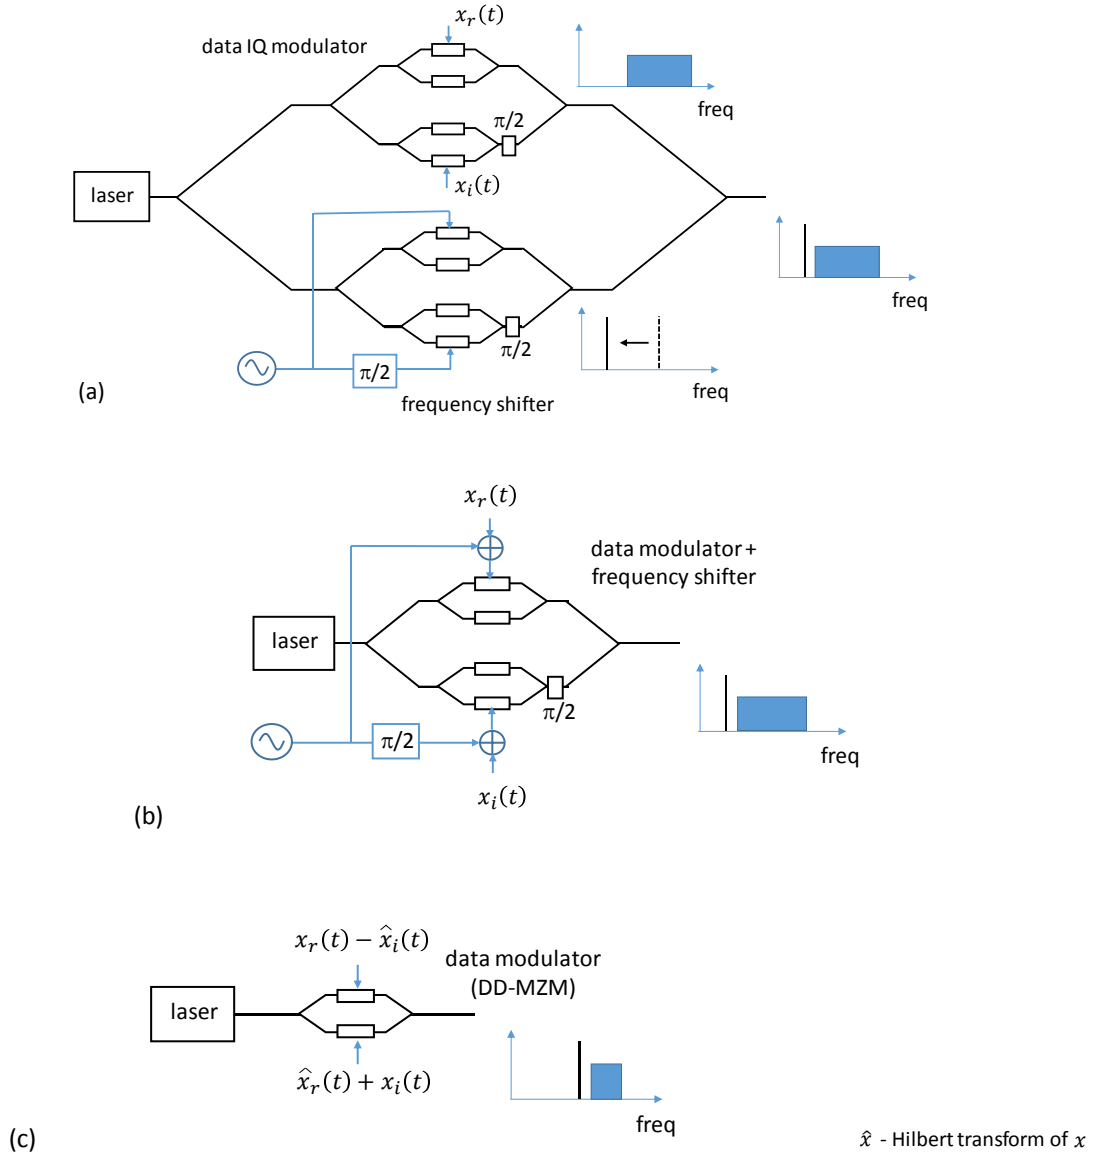 x_r(t)
data IQ modulator
freq
π/2
x_i(t)
laser
freq
π/2
π/2
freq
frequency shifter
(a)
x_r(t)
data modulator +
frequency shifter
laser
π/2
π/2
freq
x_i(t)
(b)
x_r(t) − x̂_i(t)
data modulator
(DD-MZM)
laser
x̂_r(t) + x_i(t)
freq
(c)
x̂ - Hilbert transform of x